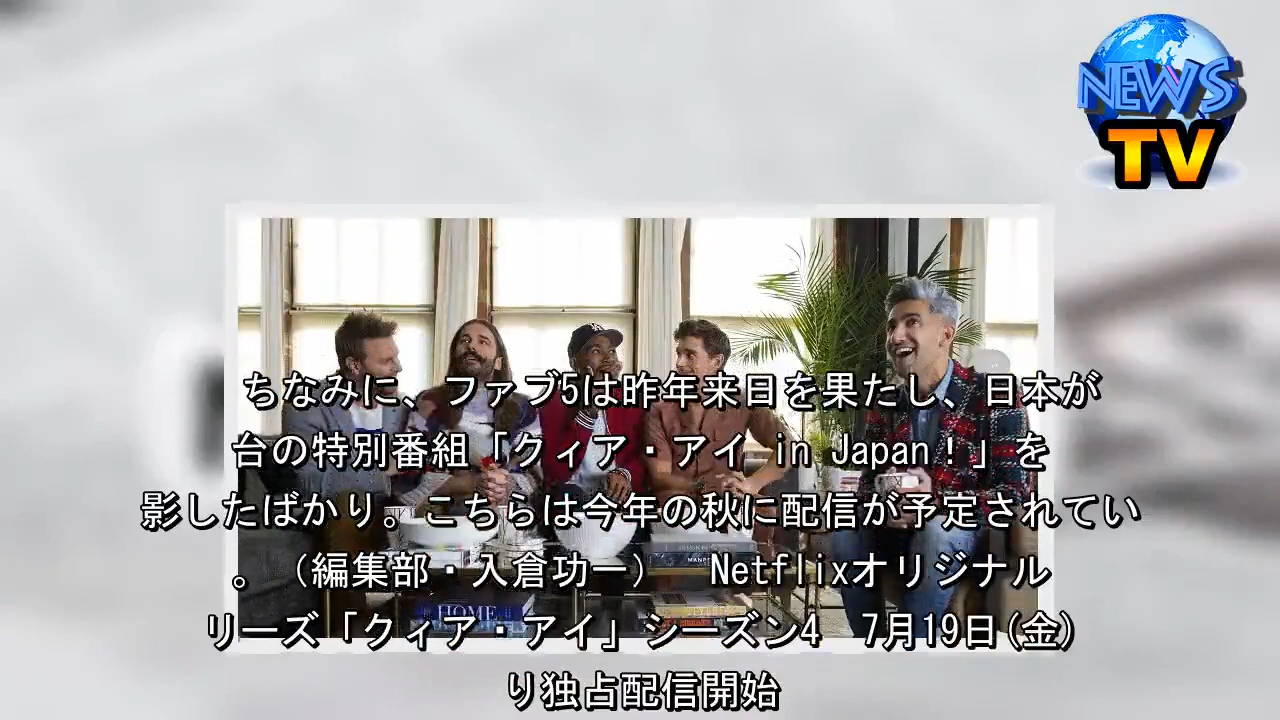 NEWS
TV
ちなみに、ファブ5は昨年来日を果たし、日本が
台の特別番組「クィア・アイ in Japan！」を
影したばかり。こちらは今年の秋に配信が予定されてい
。（編集部・入倉功一） Netflixオリジナル
リーズ「クィア・アイ」シーズン4 7月19日(金)
り独占配信開始
HOME